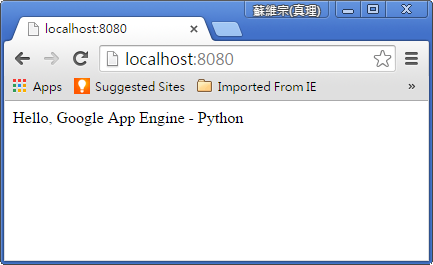 蘇維宗(真理)
localhost:8080
localhost:8080
Apps Suggested Sites Imported From IE »
Hello, Google App Engine - Python